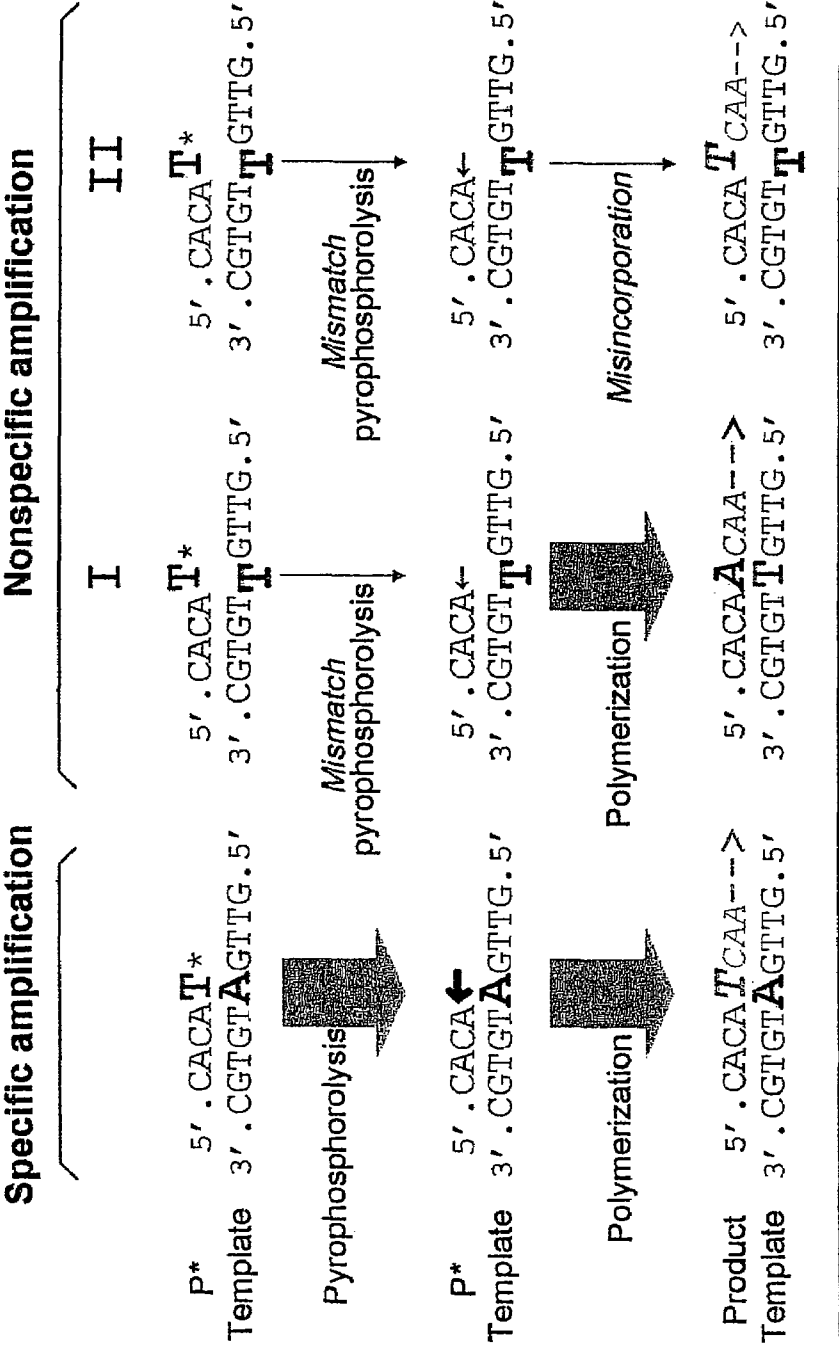 Specific amplification Nonspecific amplification
I II
P* 5'.CACAT* 5'.CACAT* 5'.CACAT*
Template 3'.CGTGTAGTTG.5' 3'.CGTGTTGTTG.5' 3'.CGTGTTGTTG.5'
Pyrophosphorolysis Mismatch Mismatch
pyrophosphorolysis pyrophosphorolysis
P* 5'.CACA← 5'.CACA← 5'.CACA←
Template 3'.CGTGTAGTTG.5' 3'.CGTGTTGTTG.5' 3'.CGTGTTGTTG.5'
Polymerization Polymerization Misincorporation
Product 5'.CACATCAA--> 5'.CACAACAA--> 5'.CACATCAA-->
Template 3'.CGTGTAGTTG.5' 3'.CGTGTTGTTG.5' 3'.CGTGTTGTTG.5'